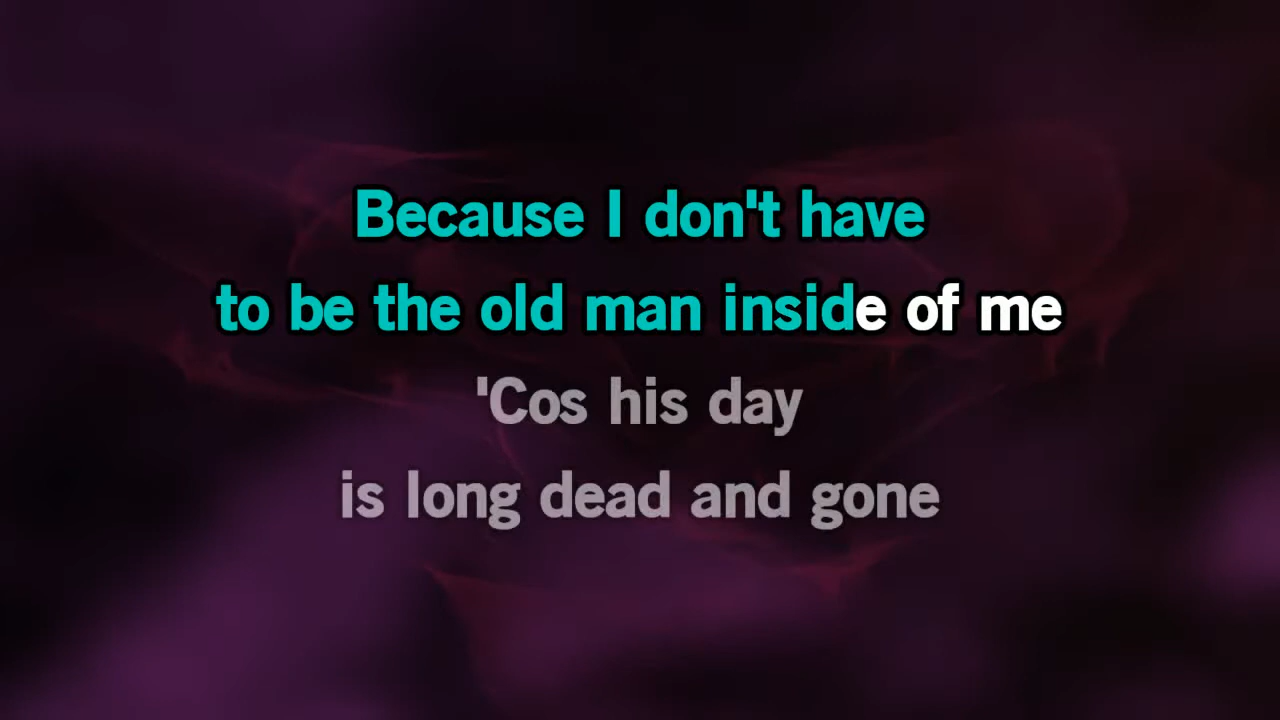 Because I don't have
to be the old man inside of me
'Cos his day
is long dead and gone